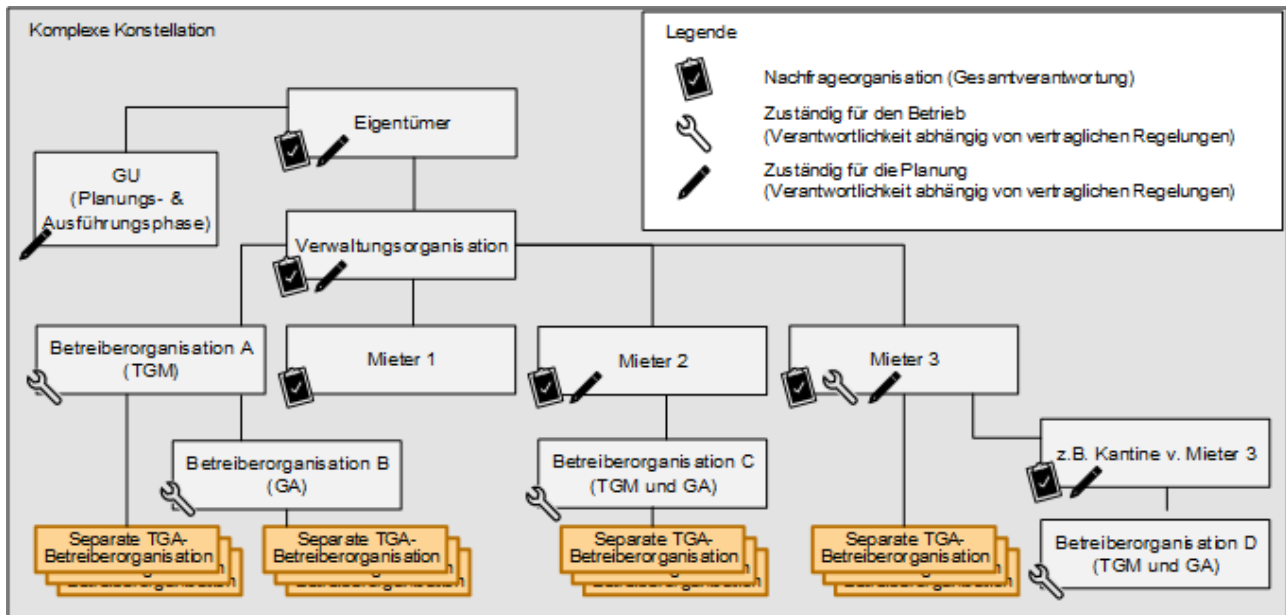 Komplexe Konstellation
Legende
Nachfrageorganisation (Gesamtverantwortung)
Zuständig für den Betrieb
(Verantwortlichkeit abhängig von vertraglichen Regelungen)
Zuständig für die Planung
(Verantwortlichkeit abhängig von vertraglichen Regelungen)
Eigentümer
GU
(Planungs- &
Ausführungsphase)
Verwaltungsorganisation
Betreiberorganisation A
(TGM)
Mieter 1
Mieter 2
Mieter 3
Betreiberorganisation B
(GA)
Betreiberorganisation C
(TGM und GA)
z.B. Kantine v. Mieter 3
Separate TGA-
Betreiberorganisation
Separate TGA-
Betreiberorganisation
Separate TGA-
Betreiberorganisation
Separate TGA-
Betreiberorganisation
Betreiberorganisation D
(TGM und GA)